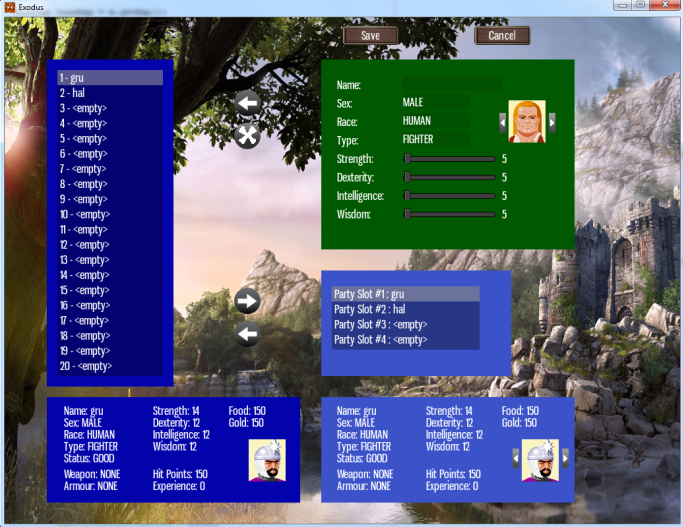 Exodus
Save
Cancel
1 - gru
2 - hal
3 - <empty>
4 - <empty>
5 - <empty>
6 - <empty>
7 - <empty>
8 - <empty>
9 - <empty>
10 - <empty>
11 - <empty>
12 - <empty>
13 - <empty>
14 - <empty>
15 - <empty>
16 - <empty>
17 - <empty>
18 - <empty>
19 - <empty>
20 - <empty>
Name:
Sex: MALE
Race: HUMAN
Type: FIGHTER
Strength: 5
Dexterity: 5
Intelligence: 5
Wisdom: 5
Party Slot #1 : gru
Party Slot #2 : hal
Party Slot #3 : <empty>
Party Slot #4 : <empty>
Name: gru Strength: 14 Food: 150
Sex: MALE Dexterity: 12 Gold: 150
Race: HUMAN Intelligence: 12
Type: FIGHTER Wisdom: 12
Status: GOOD
Weapon: NONE Hit Points: 150
Armour: NONE Experience: 0
Name: gru Strength: 14 Food: 150
Sex: MALE Dexterity: 12 Gold: 150
Race: HUMAN Intelligence: 12
Type: FIGHTER Wisdom: 12
Status: GOOD
Weapon: NONE Hit Points: 150
Armour: NONE Experience: 0